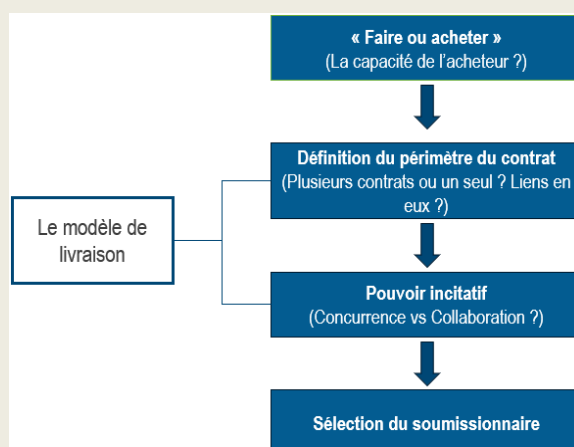 « Faire ou acheter »
(La capacité de l'acheteur ?)
Définition du périmètre du contrat
(Plusieurs contrats ou un seul ? Liens en
eux ?)
Le modèle de
livraison
Pouvoir incitatif
(Concurrence vs Collaboration ?)
Sélection du soumissionnaire